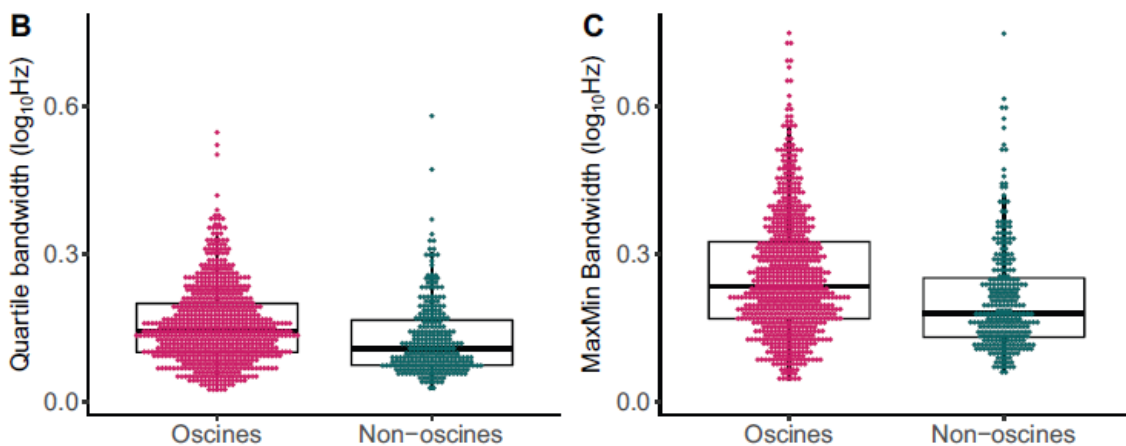 B
Quartile bandwidth (log₁₀Hz)
0.6
0.3
0.0
Oscines Non-oscines
C
MaxMin Bandwidth (log₁₀Hz)
0.6
0.3
0.0
Oscines Non-oscines